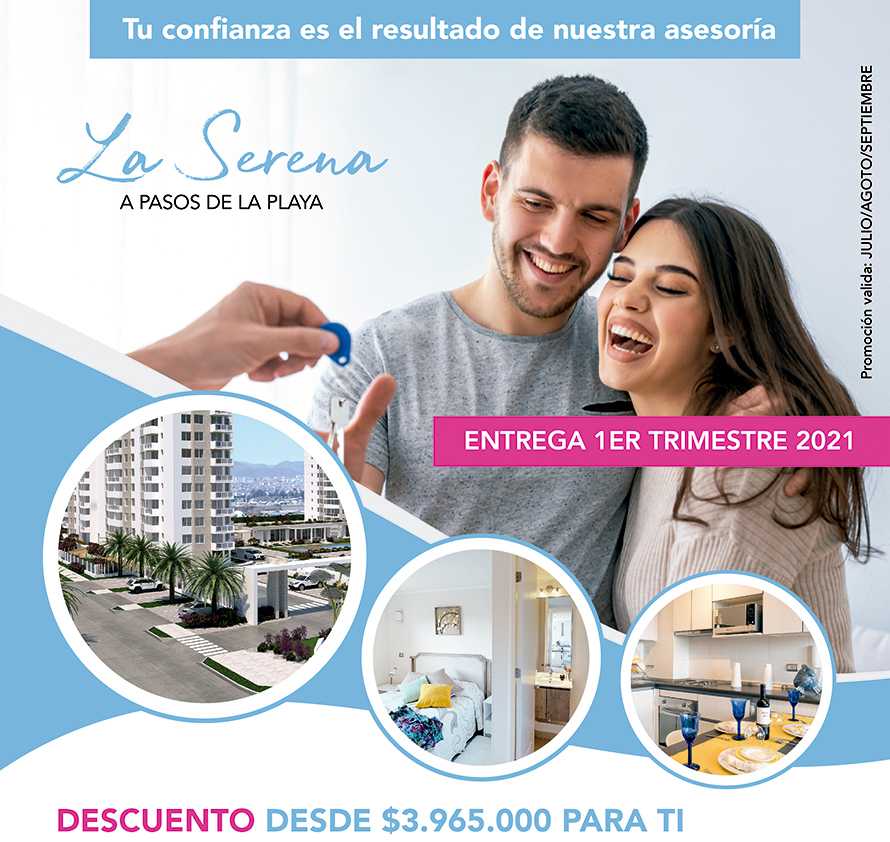 Tu confianza es el resultado de nuestra asesoría
La Serena
A PASOS DE LA PLAYA
Promoción valida: JULIO/AGOTO/SEPTIEMBRE
ENTREGA 1ER TRIMESTRE 2021
DESCUENTO DESDE $3.965.000 PARA TI